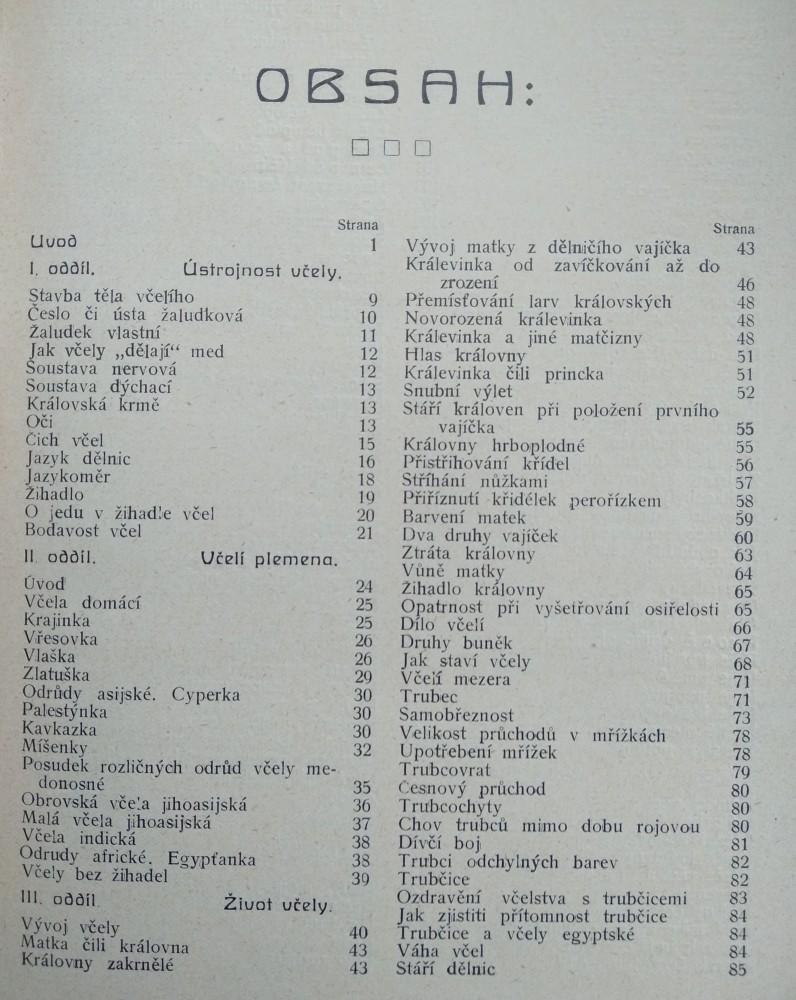 OBSAH:
Strana
Úvod 1
I. oddíl. Ústrojnost včely.
Stavba těla včelího 9
Česlo či ústa žaludková 10
Žaludek vlastní 11
Jak včely „dělají“ med 12
Soustava nervová 12
Soustava dýchací 13
Královská krmě 13
Oči 13
Čich včel 15
Jazyk dělnic 16
Jazykoměr 18
Žihadlo 19
O jedu v žihadle včel 20
Bodavost včel 21
II. oddíl. Včelí plemena.
Úvod 24
Včela domácí 25
Krajinka 25
Vřesovka 26
Vlaška 26
Zlatuška 29
Odrůdy asijské. Cyperka 30
Palestýnka 30
Kavkazka 30
Míšenky 32
Posudek rozličných odrůd včely me-
donosné 35
Obrovská včela jihoasijská 36
Malá včela jihoasijská 37
Včela indická 38
Odrudy africké. Egypťanka 38
Včely bez žihadel 39
III. oddíl Život včely.
Vývoj včely 40
Matka čili královna 43
Královny zakrnělé 43
Strana
Vývoj matky z dělničího vajíčka 43
Královinka od zavíčkování až do
zrození 46
Přemísťování larv královských 48
Novorozená králevinka 48
Králevinka a jiné matčizny 48
Hlas královny 51
Králevinka čili princka 51
Snubní výlet 52
Stáří královen při položení prvního
vajíčka 55
Královny hrboplodné 55
Přistřihování křídel 56
Stříhání nůžkami 57
Přiříznutí křidélek perořízkem 58
Barvení matek 59
Dva druhy vajíček 60
Ztráta královny 63
Vůně matky 64
Žihadlo královny 65
Opatrnost při vyšetřování osiřelosti 65
Dílo včelí 66
Druhy buněk 67
Jak staví včely 68
Včelí mezera 71
Trubec 71
Samobřeznost 73
Velikost průchodů v mřížkách 78
Upotřebení mřížek 78
Trubcovrat 79
Česnový průchod 80
Trubcochyty 80
Chov trubců mimo dobu rojovou 80
Dívčí boj 81
Trubci odchylných barev 82
Trubčice 82
Ozdravění včelstva s trubčicemi 83
Jak zjistiti přítomnost trubčice 84
Trubčice a včely egyptské 84
Váha včel 84
Stáří dělnic 85